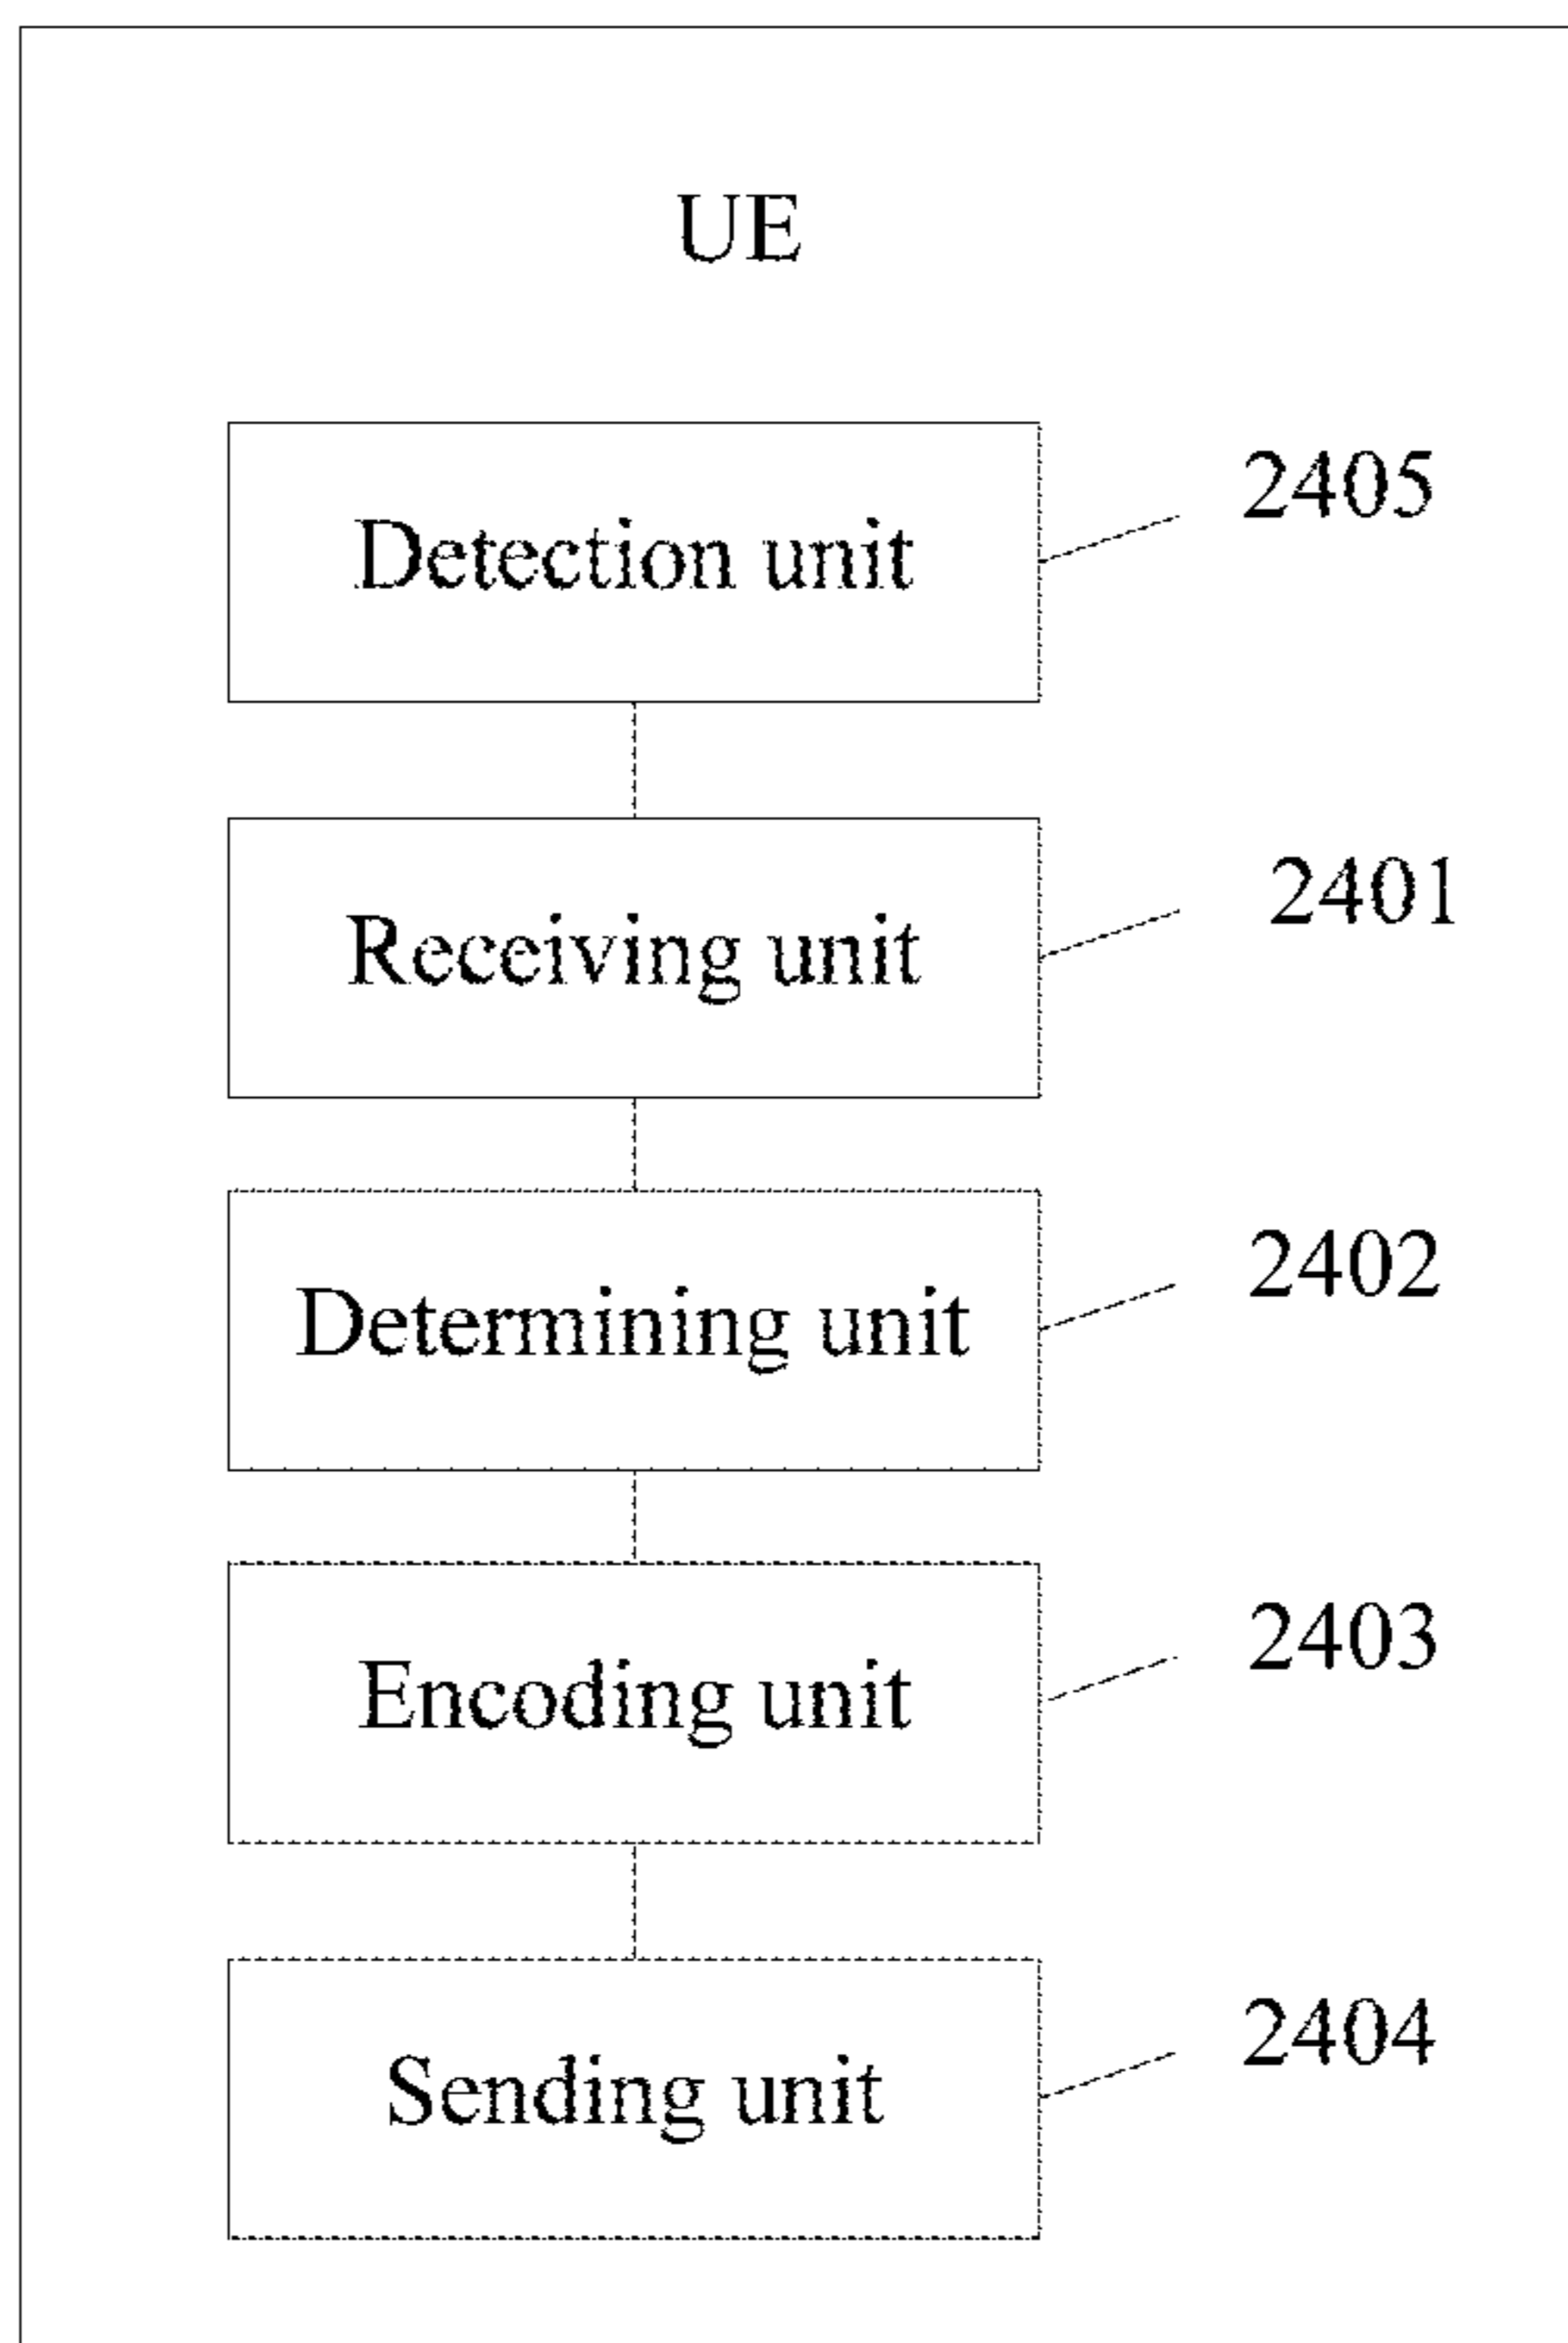 UE
Detection unit
2405
Receiving unit
2401
Determining unit
2402
Encoding unit
2403
Sending unit
2404